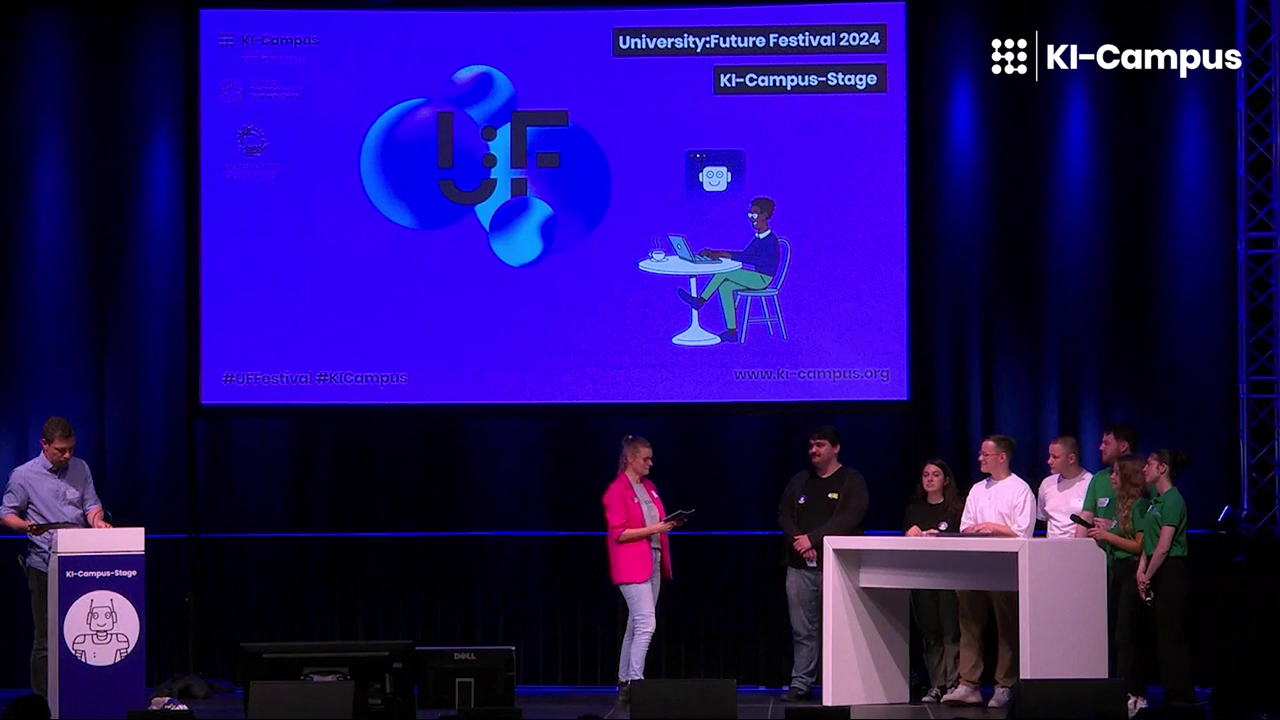 KI-Campus
University:Future Festival 2024
KI-Campus-Stage
KI-Campus
U:F
#UFFestival #KICampus
www.ki-campus.org
KI-Campus-Stage
DELL